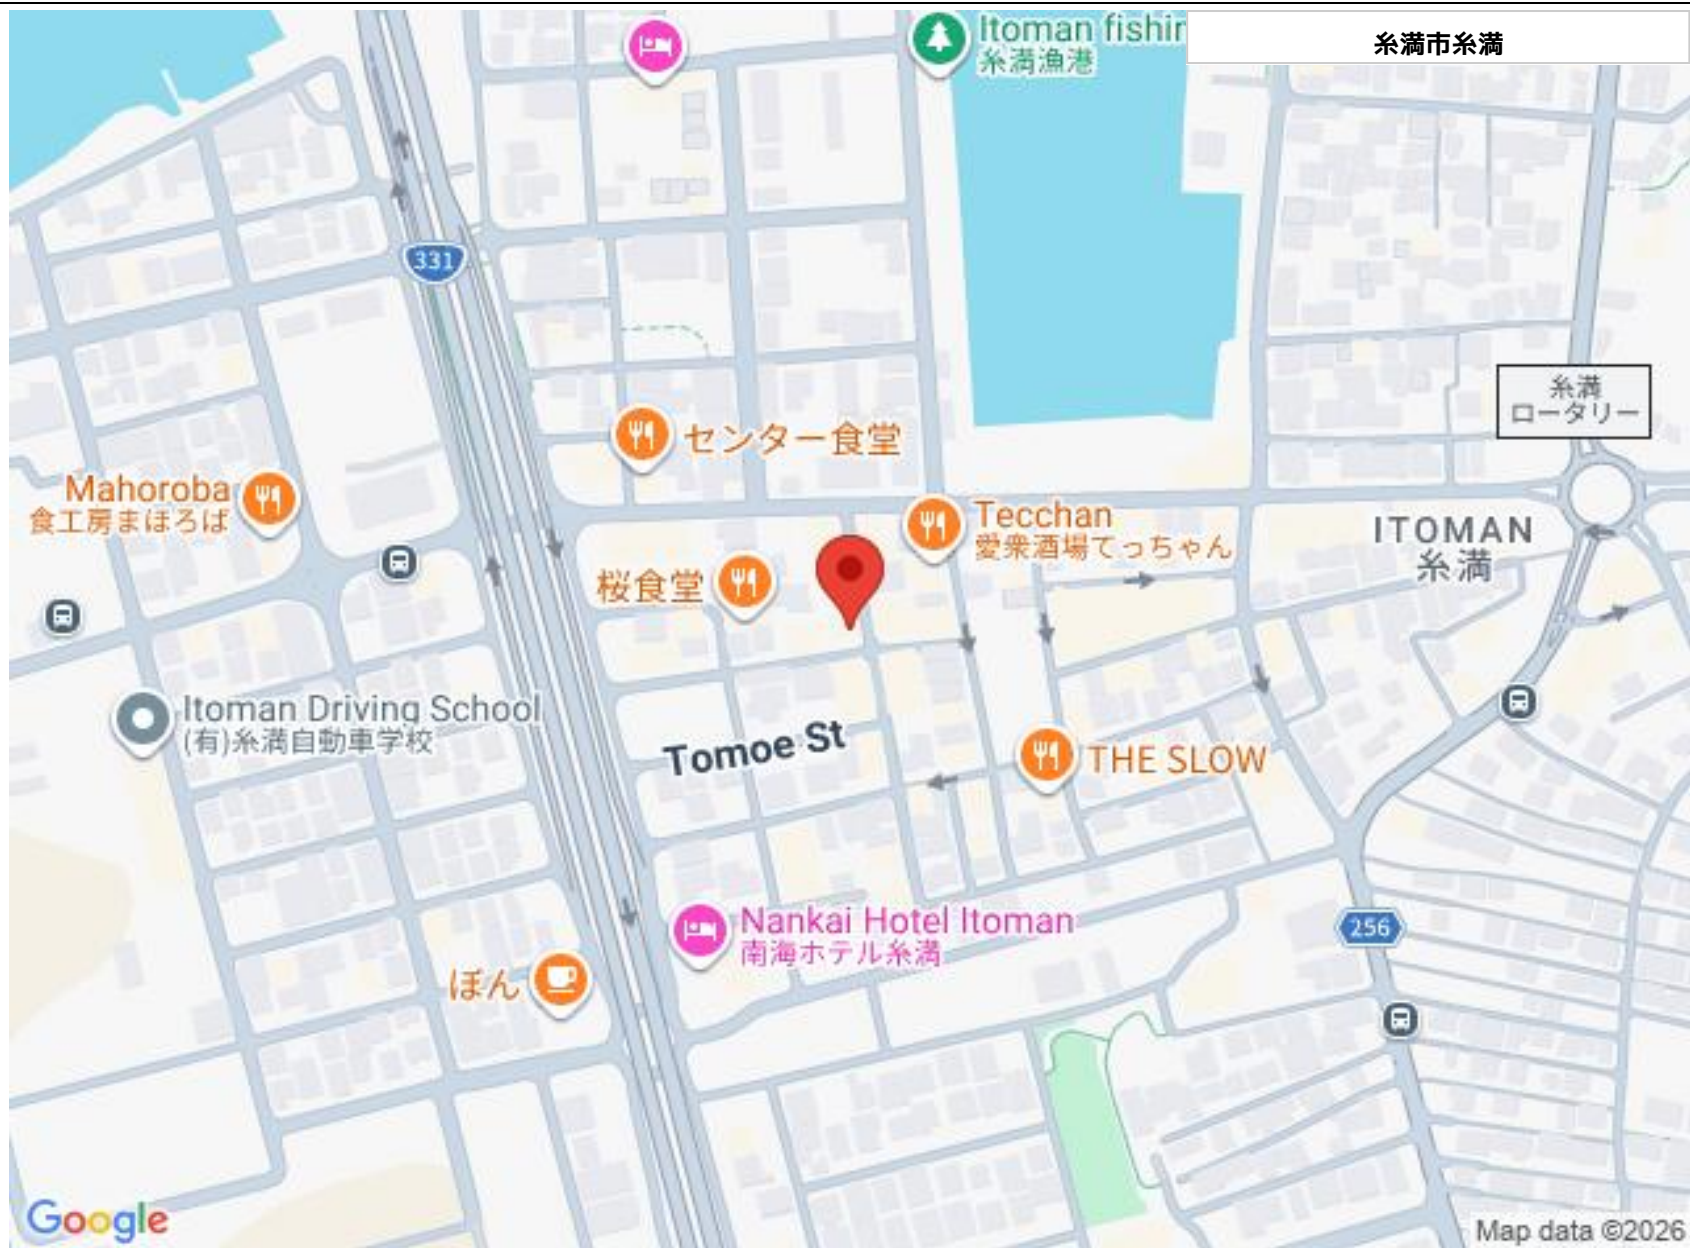 Itoman fishin
糸満漁港
糸満市糸満
331
糸満
ロータリー
センター食堂
Mahoroba
食工房まほろば
Tecchan
愛衆酒場てっちゃん
ITOMAN
糸満
桜食堂
Itoman Driving School
(有)糸満自動車学校
Tomoe St
THE SLOW
Nankai Hotel Itoman
南海ホテル糸満
256
ぼん
Google
Map data ©2026